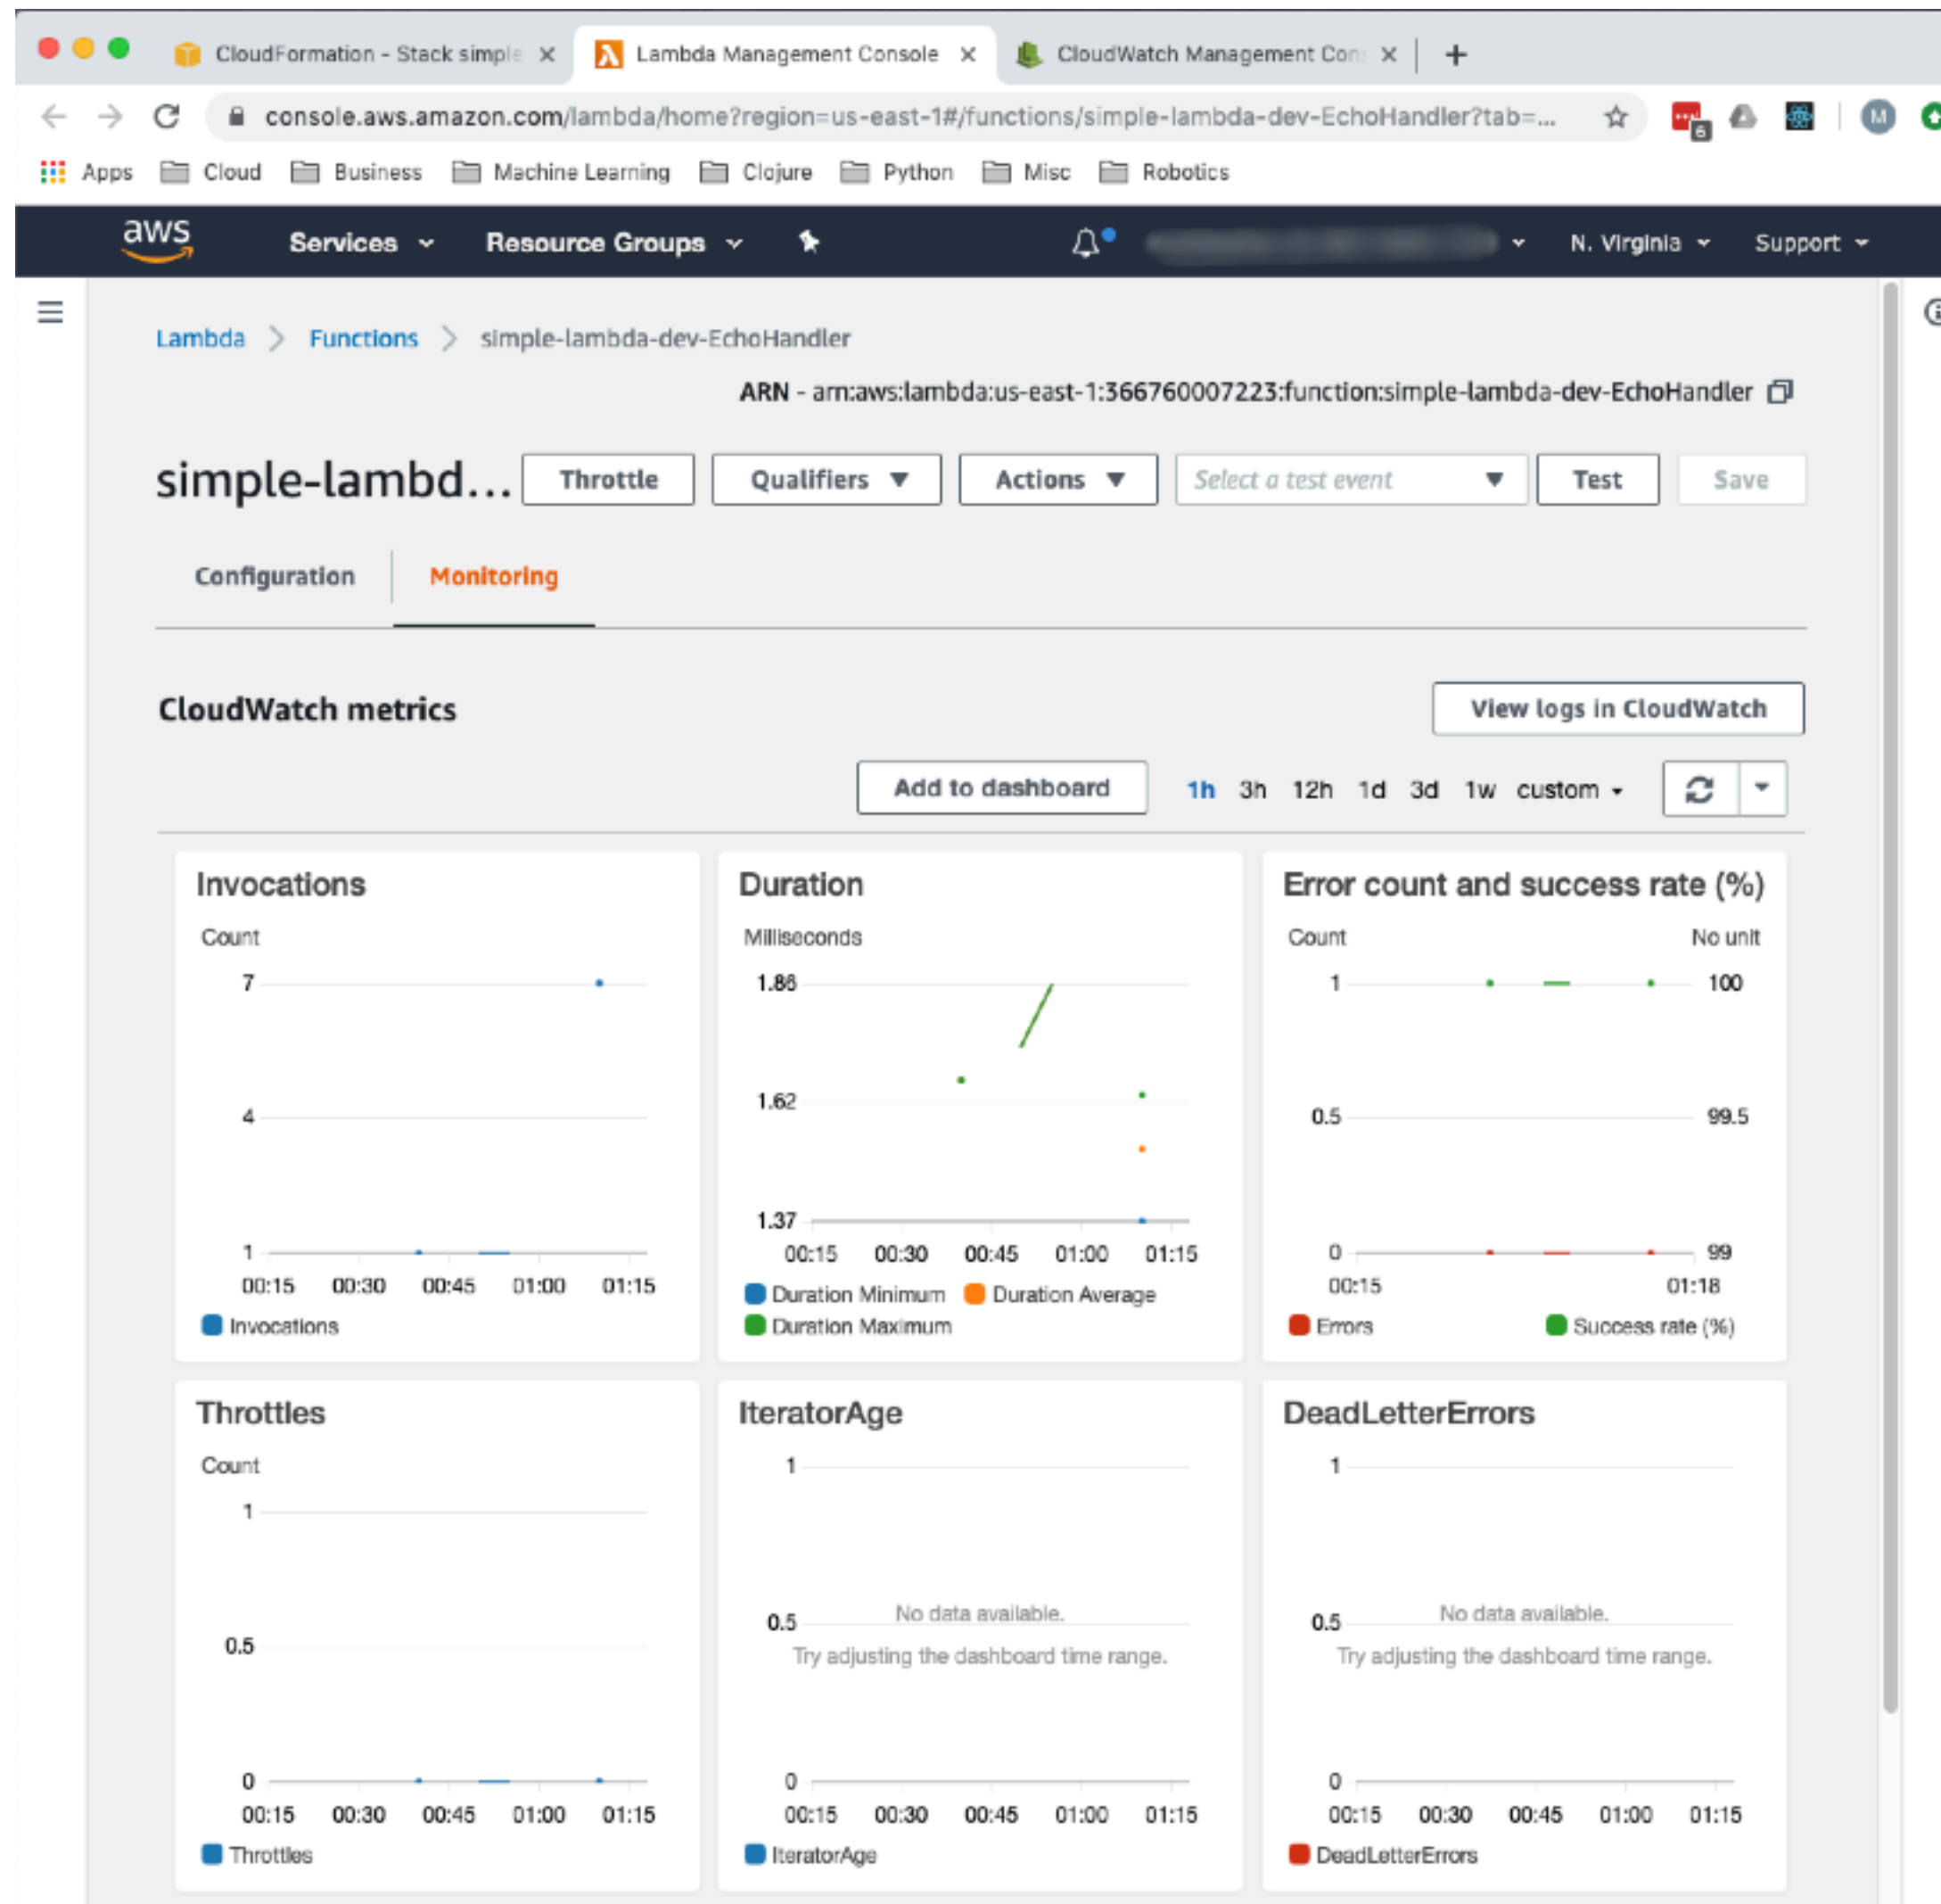 CloudFormation - Stack simple
Lambda Management Console
CloudWatch Management Con
console.aws.amazon.com/lambda/home?region=us-east-1#/functions/simple-lambda-dev-EchoHandler?tab=...
6
M
Apps Cloud Business Machine Learning Clojure Python Misc Robotics
aws Services Resource Groups N. Virginia Support
Lambda > Functions > simple-lambda-dev-EchoHandler
ARN - arn:aws:lambda:us-east-1:366760007223:function:simple-lambda-dev-EchoHandler
simple-lambd... Throttle Qualifiers Actions Select a test event Test Save
Configuration Monitoring
CloudWatch metrics View logs in CloudWatch
Add to dashboard 1h 3h 12h 1d 3d 1w custom
Invocations
Count
7
4
1
00:15 00:30 00:45 01:00 01:15
Invocations
Duration
Milliseconds
1.86
1.62
1.37
00:15 00:30 00:45 01:00 01:15
Duration Minimum Duration Average
Duration Maximum
Error count and success rate (%)
Count No unit
1 100
0.5 99.5
0 99
00:15 01:18
Errors Success rate (%)
Throttles
Count
1
0.5
0
00:15 00:30 00:45 01:00 01:15
Throttles
IteratorAge
1
0.5
No data available.
Try adjusting the dashboard time range.
0
00:15 00:30 00:45 01:00 01:15
IteratorAge
DeadLetterErrors
1
0.5
No data available.
Try adjusting the dashboard time range.
0
00:15 00:30 00:45 01:00 01:15
DeadLetterErrors